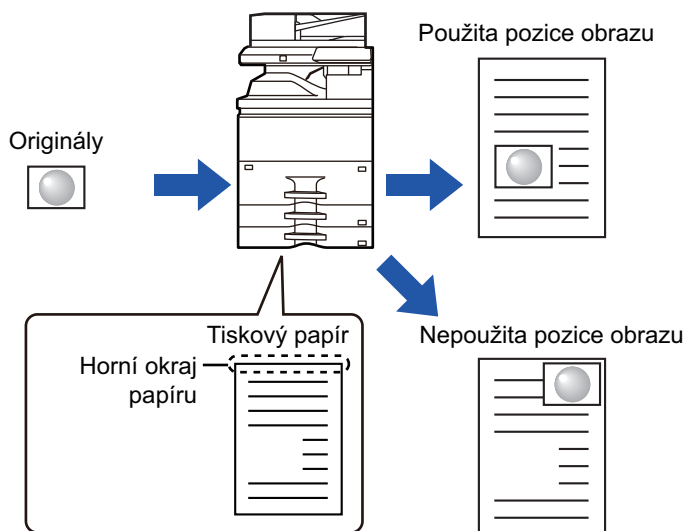 Použita pozice obrazu
Originály
Tiskový papír
Horní okraj
papíru
Nepoužita pozice obrazu